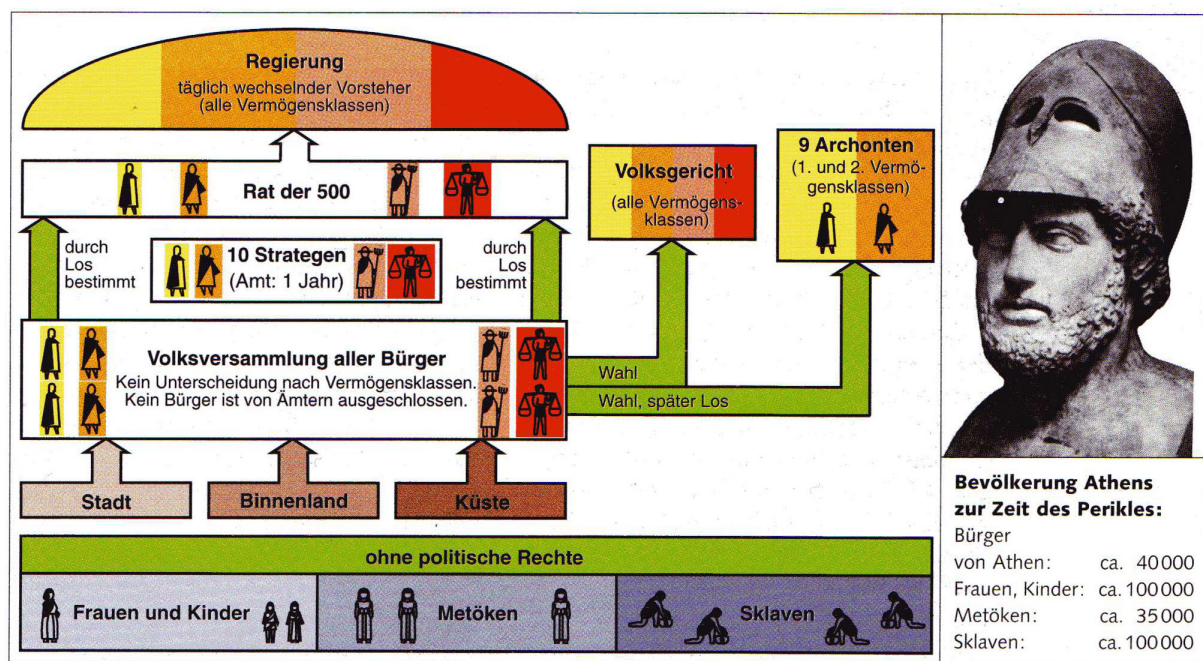 Regierung
täglich wechselnder Vorsteher
(alle Vermögensklassen)
Rat der 500
durch
Los
bestimmt
10 Strategen
(Amt: 1 Jahr)
durch
Los
bestimmt
Volksgericht
(alle Vermögens-
klassen)
9 Archonten
(1. und 2. Vermö-
gensklassen)
Volksversammlung aller Bürger
Kein Unterscheidung nach Vermögensklassen.
Kein Bürger ist von Ämtern ausgeschlossen.
Wahl
Wahl, später Los
Stadt
Binnenland
Küste
ohne politische Rechte
Frauen und Kinder
Metöken
Sklaven
Bevölkerung Athens
zur Zeit des Perikles:
Bürger
von Athen: ca. 40 000
Frauen, Kinder: ca. 100 000
Metöken: ca. 35 000
Sklaven: ca. 100 000